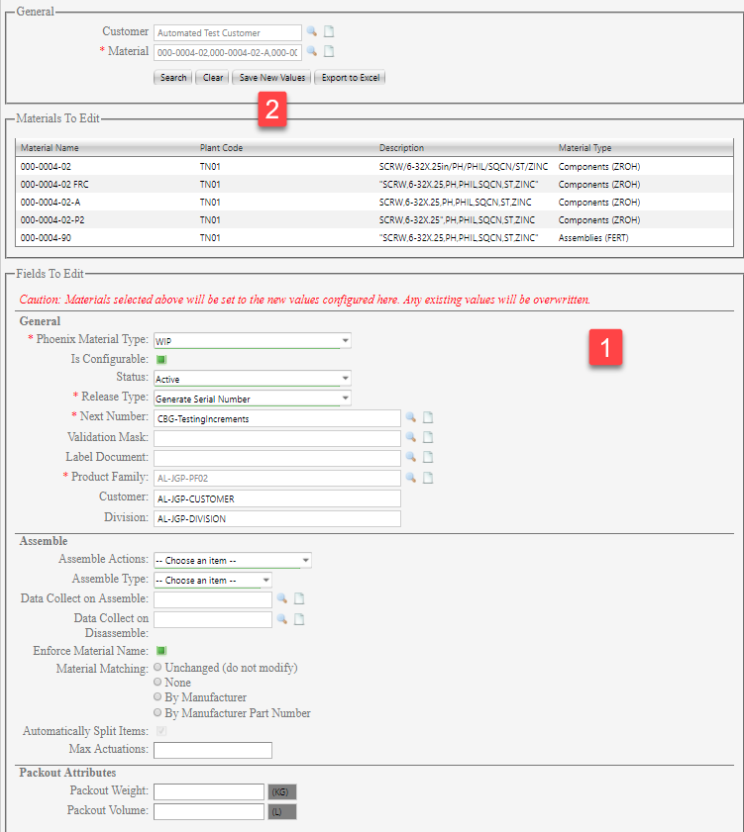 General
Customer Automated Test Customer
* Material 000-0004-02,000-0004-02-A,000-00
Search Clear Save New Values Export to Excel
2
Materials To Edit
Material Name Plant Code Description Material Type
000-0004-02 TN01 SCRW/6-32X.25in/PH/PHIL/SQCN/ST/ZINC Components (ZROH)
000-0004-02 FRC TN01 "SCRW,6-32X.25,PH,PHIL,SQCN,ST,ZINC" Components (ZROH)
000-0004-02-A TN01 SCRW,6-32X.25,PH,PHIL,SQCN,ST,ZINC Components (ZROH)
000-0004-02-P2 TN01 SCRW,6-32X.25",PH,PHIL,SQCN,ST,ZINC Components (ZROH)
000-0004-90 TN01 "SCRW,6-32X.25,PH,PHIL,SQCN,ST,ZINC" Assemblies (FERT)
Fields To Edit
Caution: Materials selected above will be set to the new values configured here. Any existing values will be overwritten.
General
1
* Phoenix Material Type: WIP
Is Configurable:
Status: Active
* Release Type: Generate Serial Number
* Next Number: CBG-TestingIncrements
Validation Mask:
Label Document:
* Product Family: AL-JGP-PF02
Customer: AL-JGP-CUSTOMER
Division: AL-JGP-DIVISION
Assemble
Assemble Actions: -- Choose an item --
Assemble Type: -- Choose an item --
Data Collect on Assemble:
Data Collect on
Disassemble:
Enforce Material Name:
Material Matching: Unchanged (do not modify)
None
By Manufacturer
By Manufacturer Part Number
Automatically Split Items:
Max Actuations:
Packout Attributes
Packout Weight: (KG)
Packout Volume: (L)